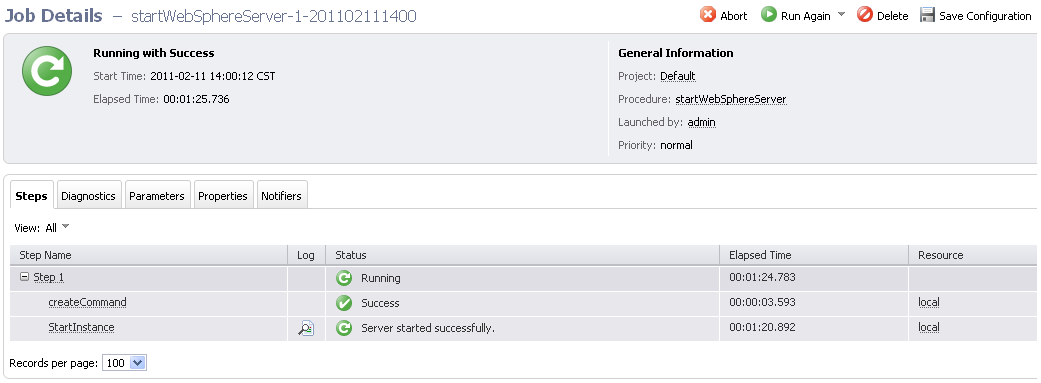 Job Details – startWebSphereServer-1-201102111400
Abort Run Again Delete Save Configuration
Running with Success
Start Time: 2011-02-11 14:00:12 CST
Elapsed Time: 00:01:25.736
General Information
Project: Default
Procedure: startWebSphereServer
Launched by: admin
Priority: normal
Steps Diagnostics Parameters Properties Notifiers
View: All
Step Name Log Status Elapsed Time Resource
Step 1 Running 00:01:24.783
createCommand Success 00:00:03.593 local
StartInstance Server started successfully. 00:01:20.892 local
Records per page: 100